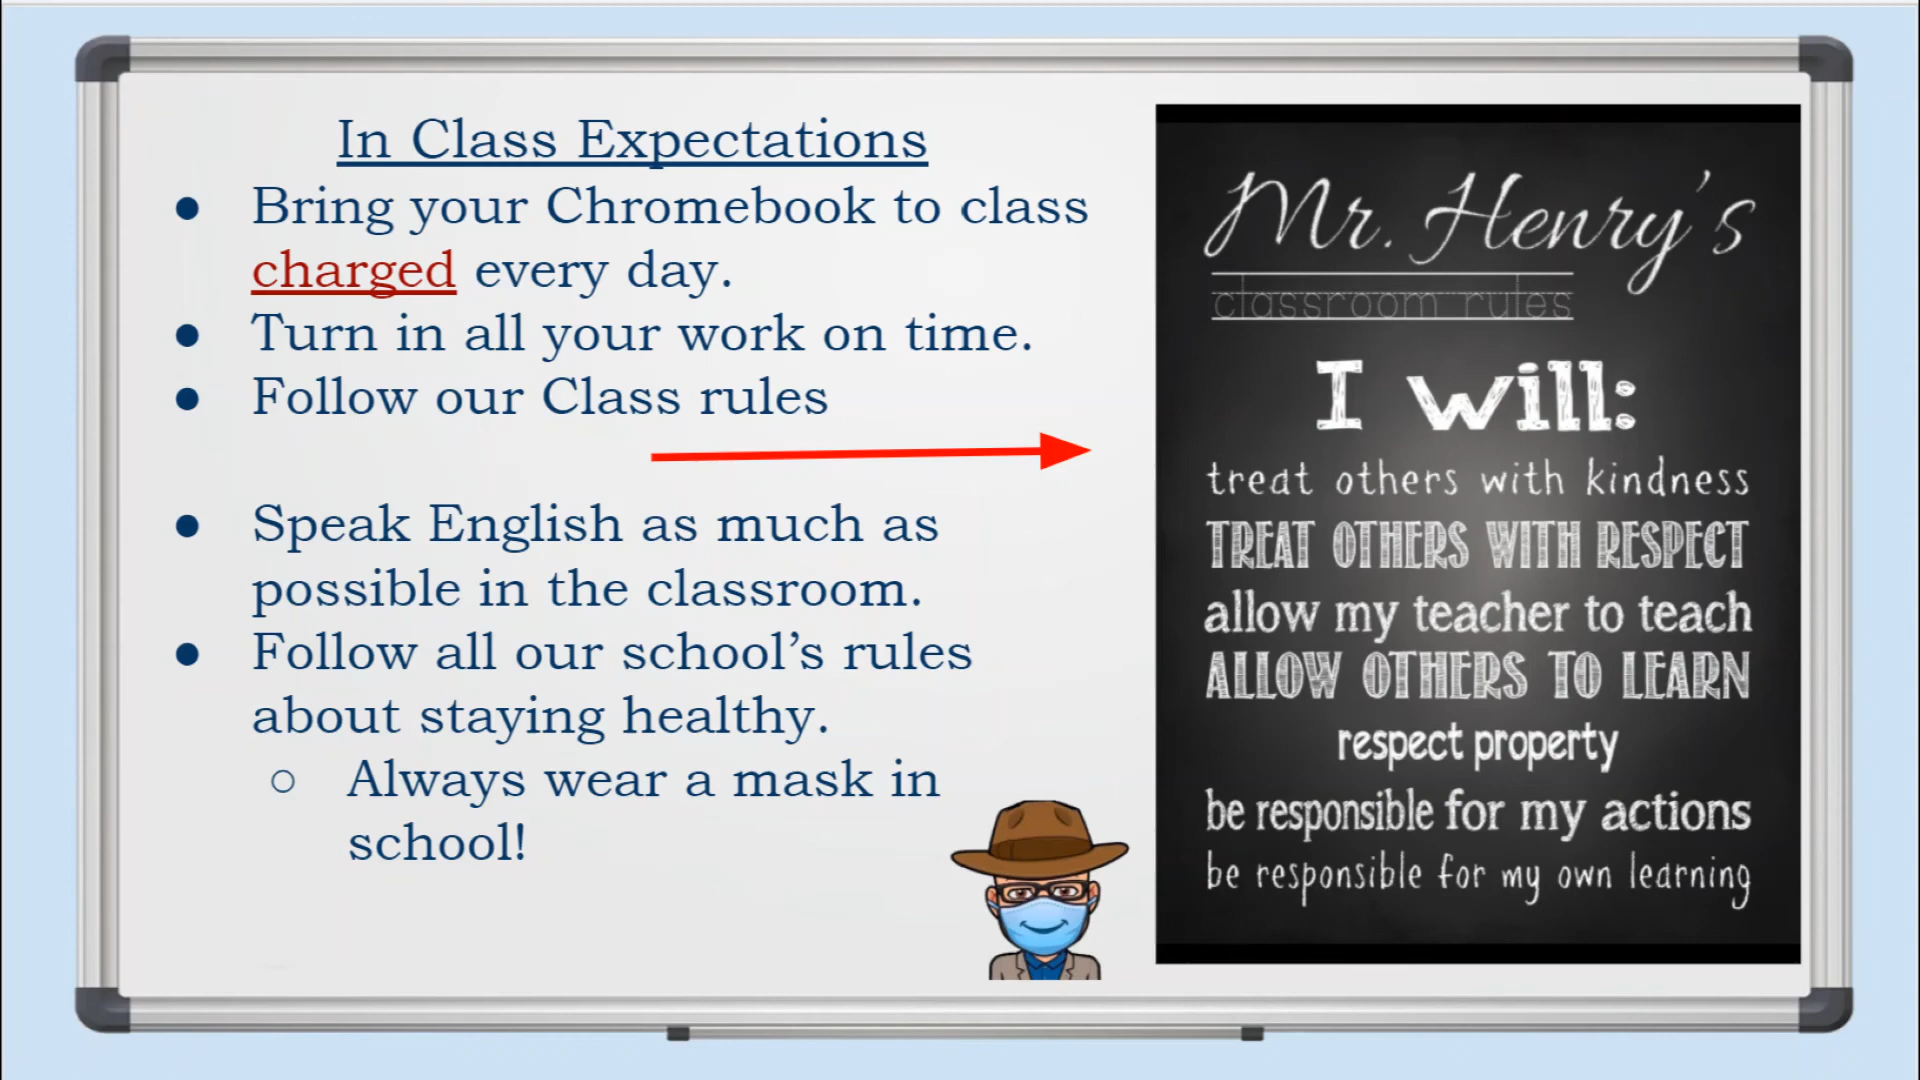 In Class Expectations
● Bring your Chromebook to class
charged every day.
● Turn in all your work on time.
● Follow our Class rules
● Speak English as much as
possible in the classroom.
● Follow all our school’s rules
about staying healthy.
○ Always wear a mask in
school!
Mr. Henry's
classroom rules
I will:
treat others with kindness
TREAT OTHERS WITH RESPECT
allow my teacher to teach
ALLOW OTHERS TO LEARN
respect property
be responsible for my actions
be responsible for my own learning